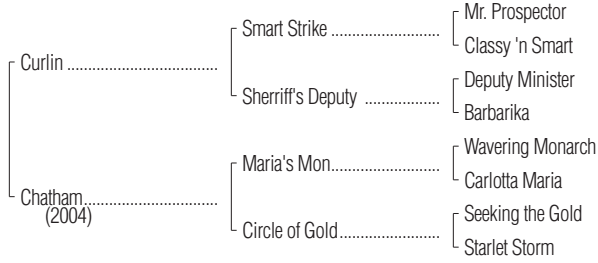 Mr. Prospector
Smart Strike ......................
Classy 'n Smart
Curlin ..............................
Deputy Minister
Sherriff's Deputy ...............
Barbarika
Wavering Monarch
Maria's Mon......................
Carlotta Maria
Chatham...........................
(2004)
Seeking the Gold
Circle of Gold....................
Starlet Storm